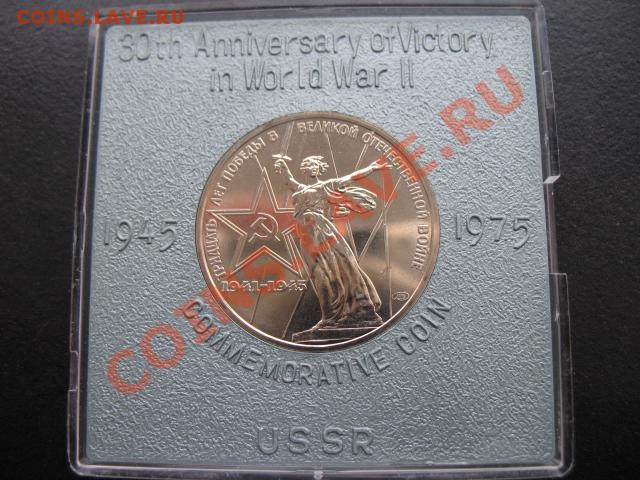 COINS.LAVE.RU
30th Anniversary of Victory
in World War II
1945
1975
ТРИДЦАТЬ ЛЕТ ПОБЕДЫ В ВЕЛИКОЙ ОТЕЧЕСТВЕННОЙ ВОЙНЕ
1941-1945
COMMEMORATIVE COIN
USSR
COINS.LAVE.РУ